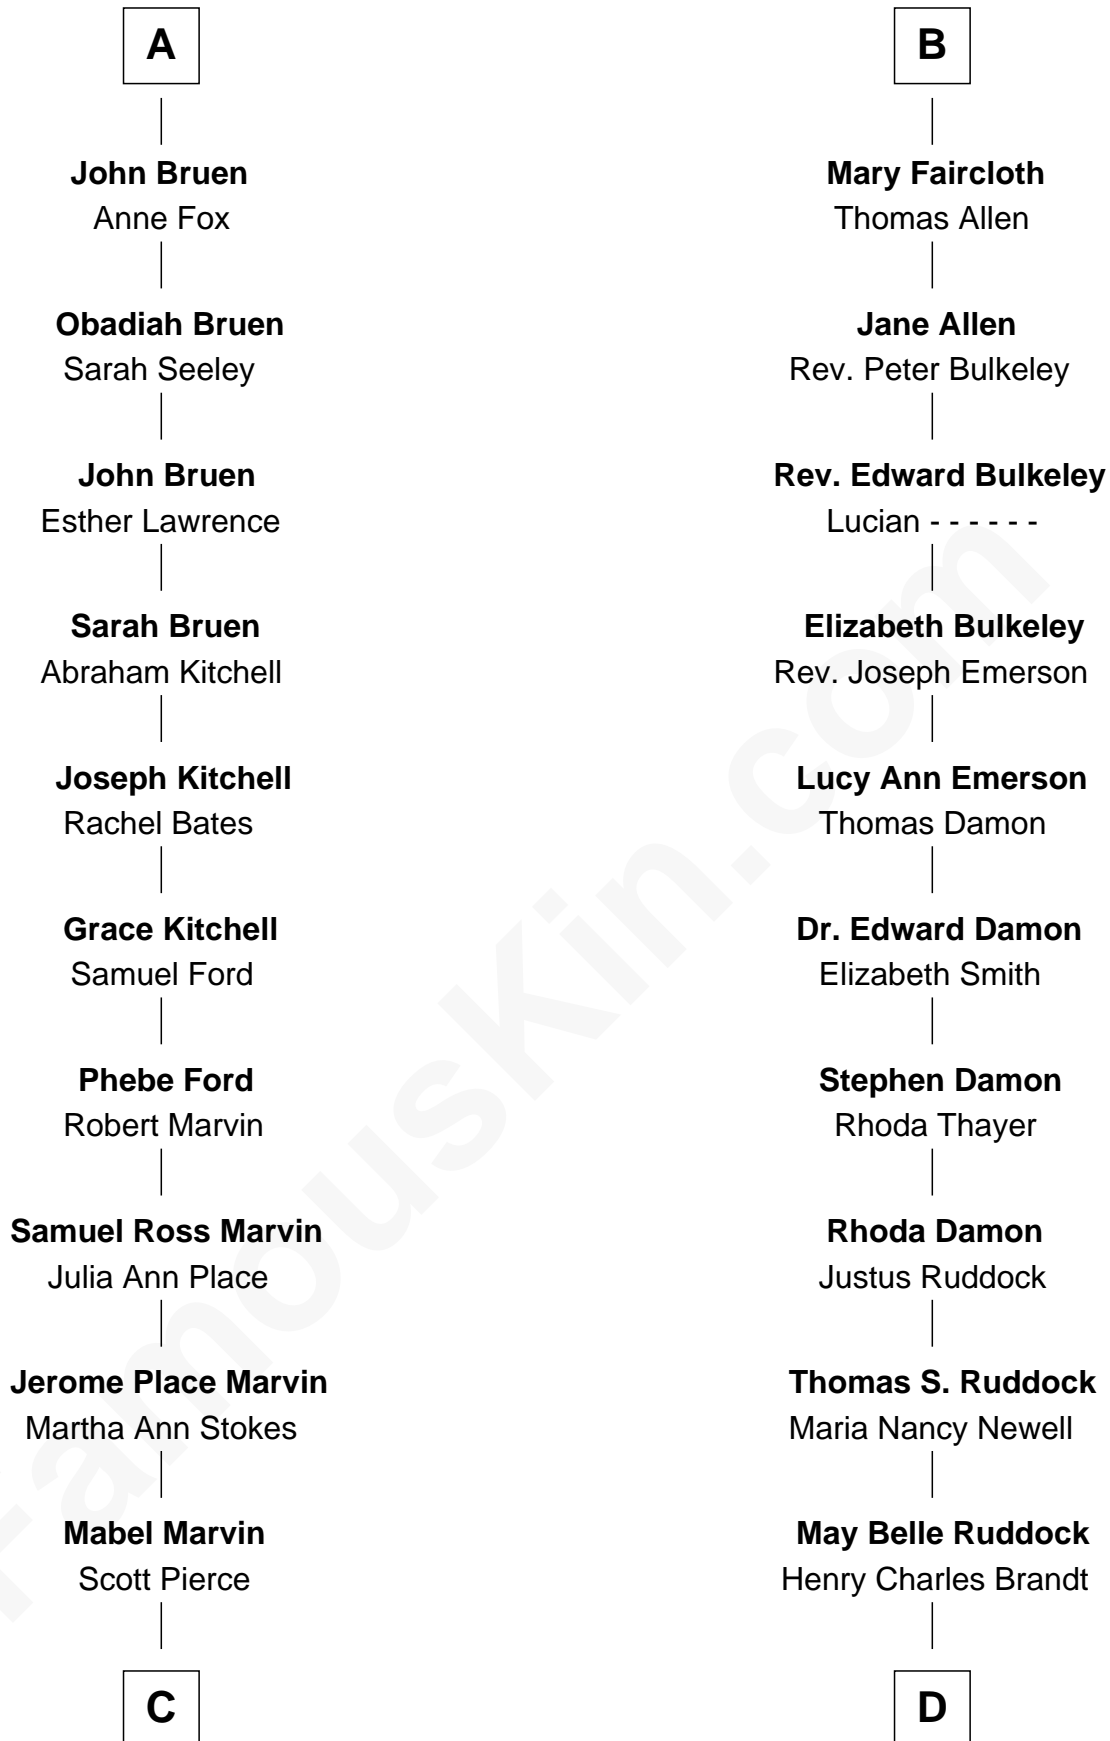 A
John Bruen
Anne Fox
Obadiah Bruen
Sarah Seeley
John Bruen
Esther Lawrence
Sarah Bruen
Abraham Kitchell
Joseph Kitchell
Rachel Bates
Grace Kitchell
Samuel Ford
Phebe Ford
Robert Marvin
Samuel Ross Marvin
Julia Ann Place
Jerome Place Marvin
Martha Ann Stokes
Mabel Marvin
Scott Pierce
C
B
Mary Faircloth
Thomas Allen
Jane Allen
Rev. Peter Bulkeley
Rev. Edward Bulkeley
Lucian - - - - - -
Elizabeth Bulkeley
Rev. Joseph Emerson
Lucy Ann Emerson
Thomas Damon
Dr. Edward Damon
Elizabeth Smith
Stephen Damon
Rhoda Thayer
Rhoda Damon
Justus Ruddock
Thomas S. Ruddock
Maria Nancy Newell
May Belle Ruddock
Henry Charles Brandt
D
FamousKin.com